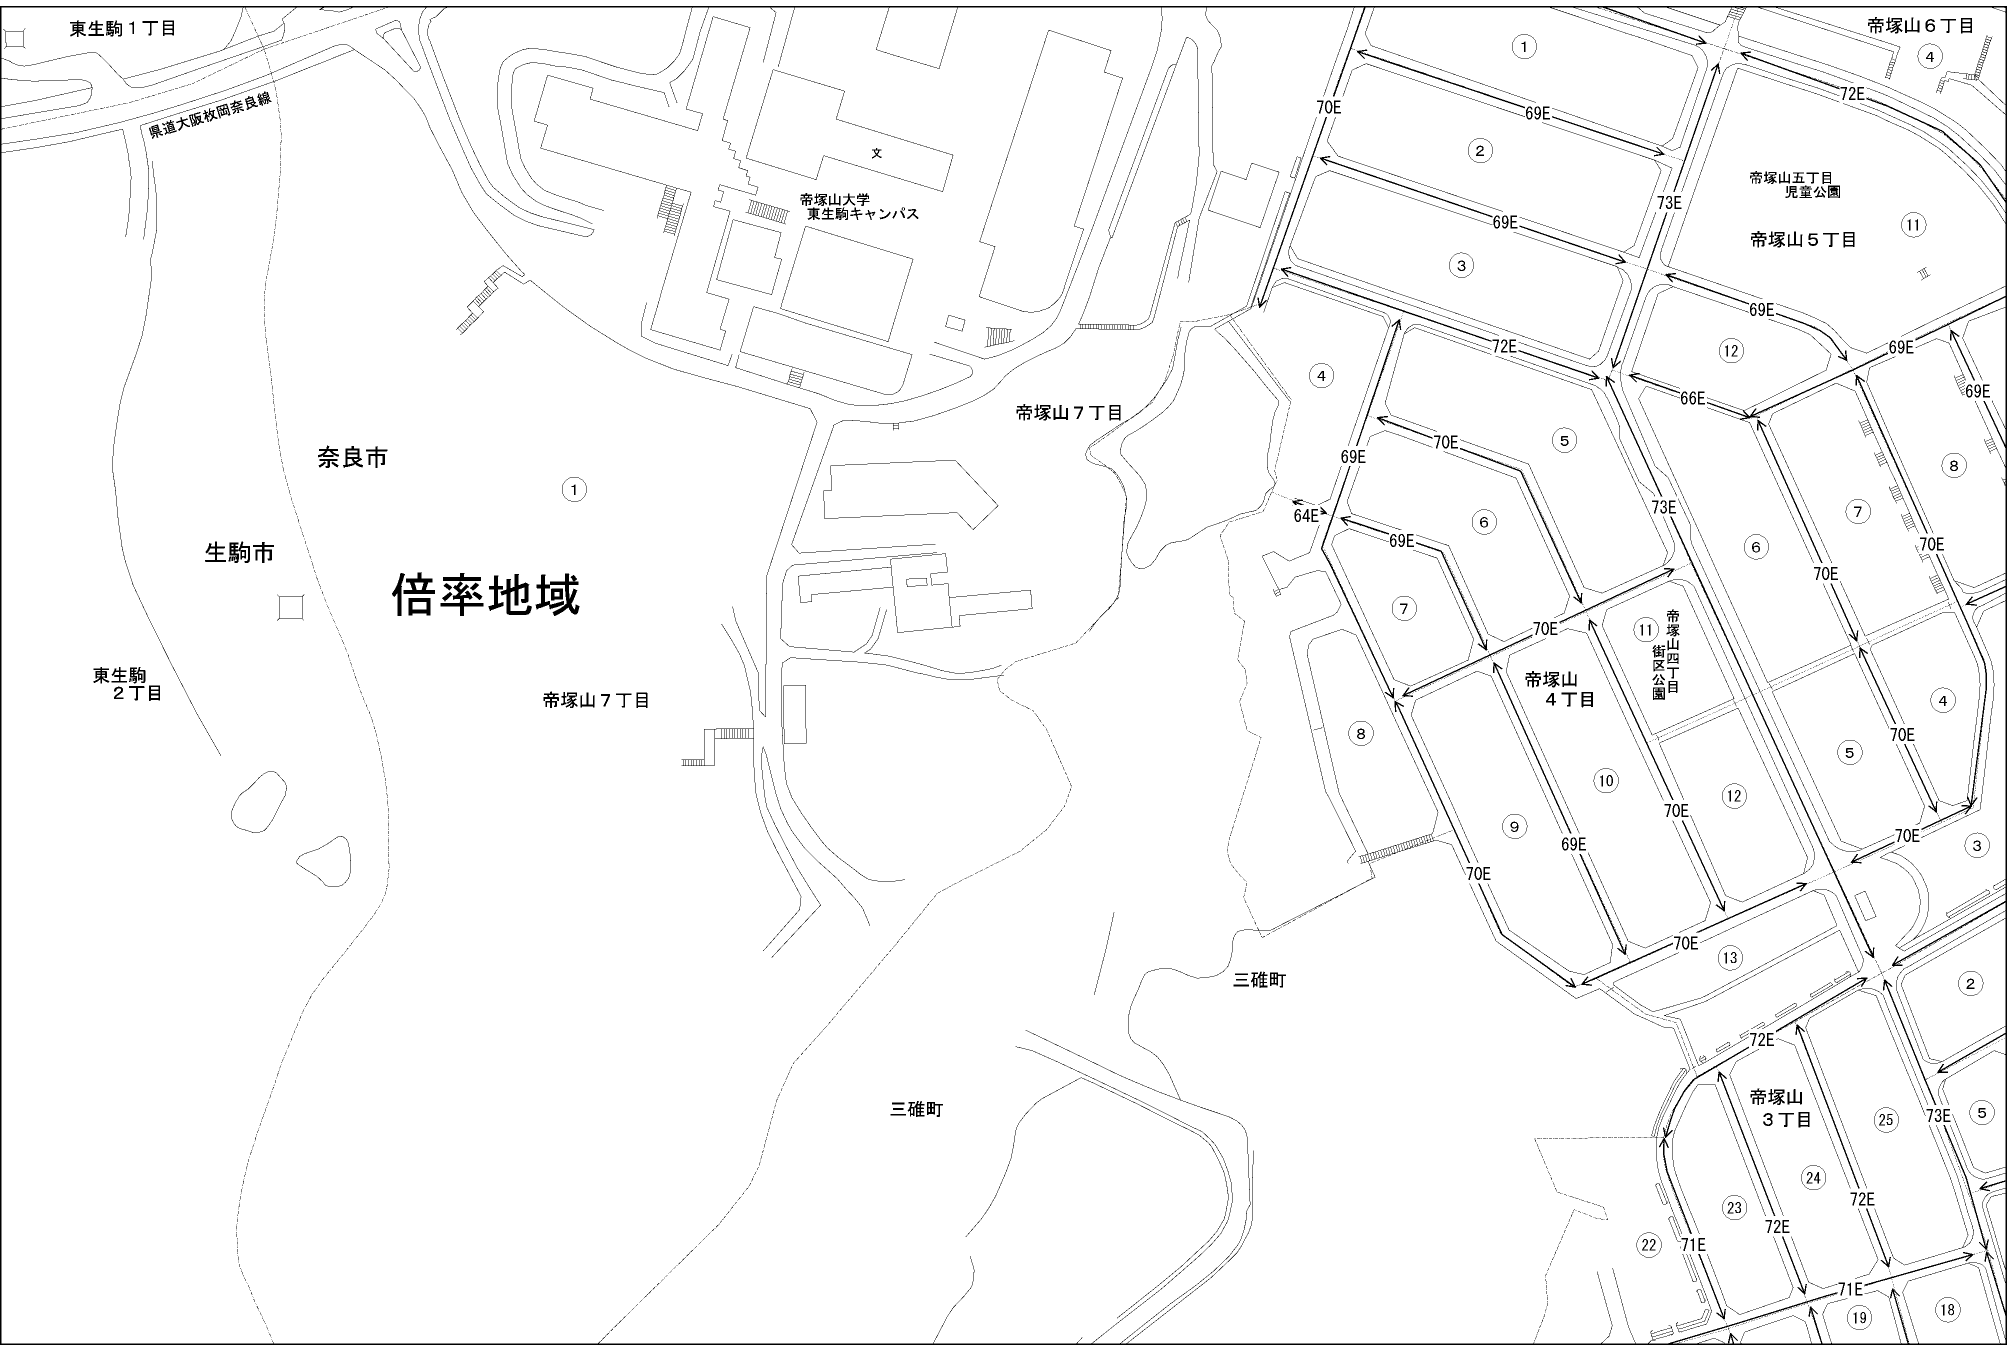 東生駒１丁目
県道大阪枚岡奈良線
文
帝塚山大学
東生駒キャンパス
帝塚山６丁目
④
①
70E
69E
72E
②
帝塚山五丁目
児童公園
73E
69E
⑪
帝塚山５丁目
③
69E
72E
⑫
69E
④
66E
69E
帝塚山７丁目
⑤
70E
69E
⑧
奈良市
①
64E
⑥
73E
⑦
70E
69E
⑥
70E
生駒市
倍率地域
⑦
70E
⑪
帝塚山四丁目
街区公園
東生駒
２丁目
帝塚山７丁目
帝塚山
４丁目
④
⑧
70E
⑤
⑩
⑫
70E
⑨
69E
70E
③
70E
70E
⑬
三碓町
②
72E
三碓町
帝塚山
３丁目
73E
⑤
㉕
㉔
72E
㉓
72E
㉒
71E
71E
⑲
⑱